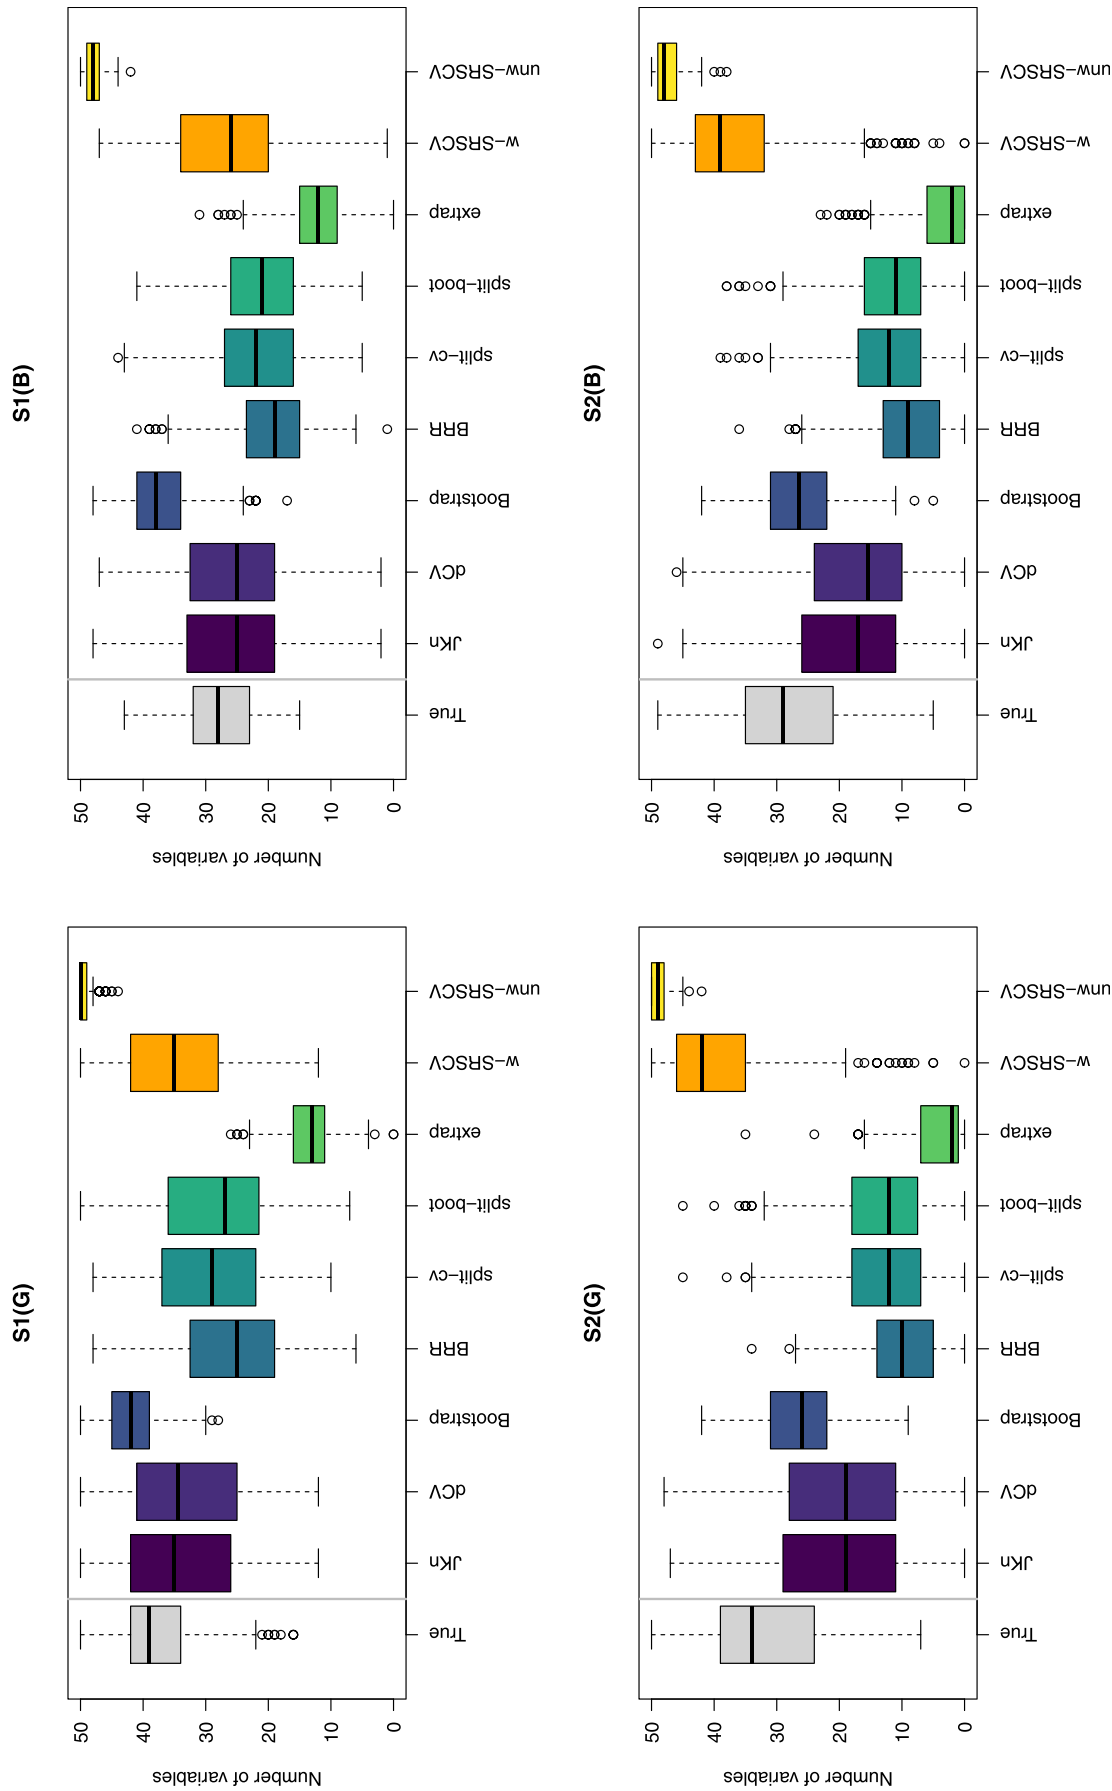 S1(G)
Number of variables
0
10
20
30
40
50
True
JKn
dCV
Bootstrap
BRR
split−cv
split−boot
extrap
w−SRSCV
unw−SRSCV
S1(B)
Number of variables
0
10
20
30
40
50
True
JKn
dCV
Bootstrap
BRR
split−cv
split−boot
extrap
w−SRSCV
unw−SRSCV
S2(G)
Number of variables
0
10
20
30
40
50
True
JKn
dCV
Bootstrap
BRR
split−cv
split−boot
extrap
w−SRSCV
unw−SRSCV
S2(B)
Number of variables
0
10
20
30
40
50
True
JKn
dCV
Bootstrap
BRR
split−cv
split−boot
extrap
w−SRSCV
unw−SRSCV